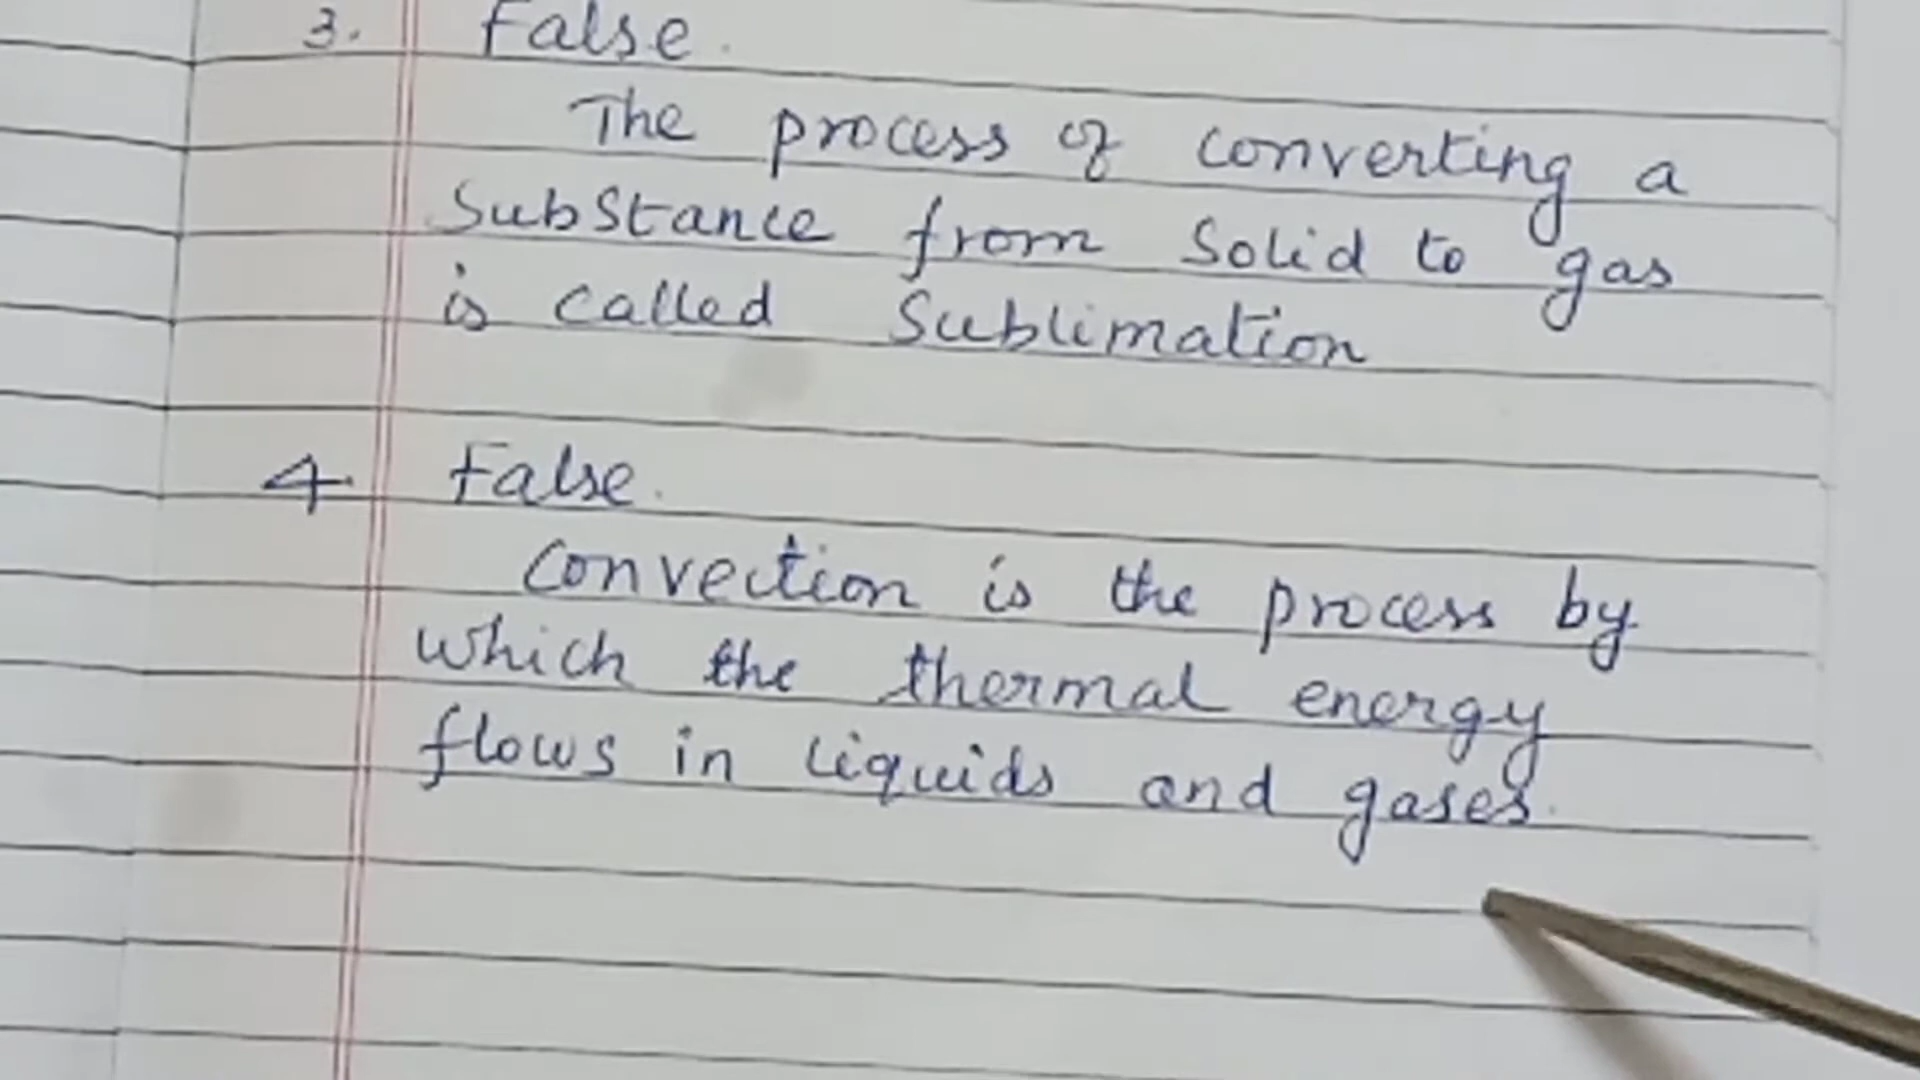 3. False.
The process of converting a
Substance from Solid to gas
is called Sublimation
4. False.
Convection is the process by
which the thermal energy
flows in liquids and gases.